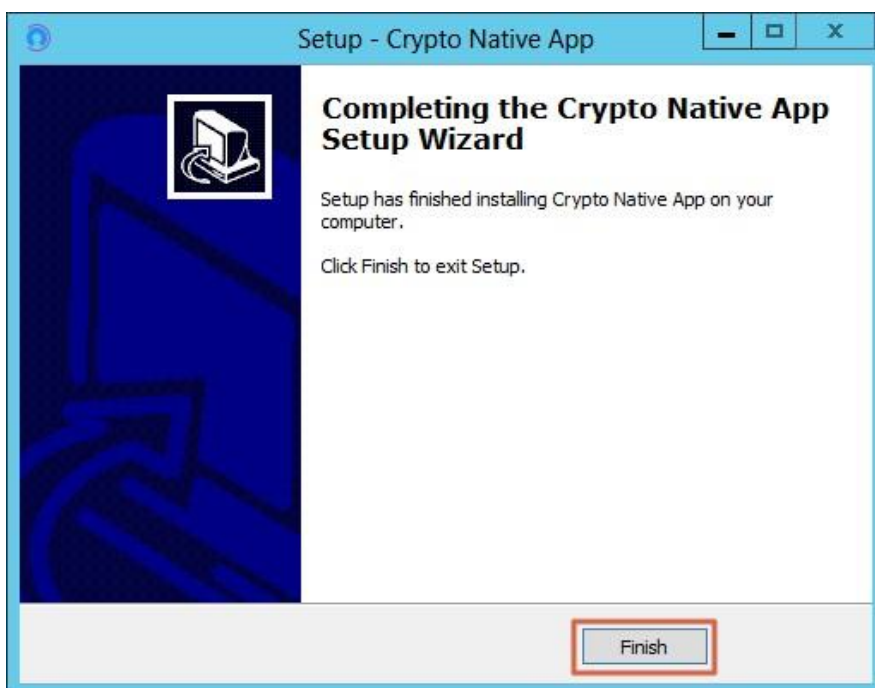 Setup - Crypto Native App
Completing the Crypto Native App
Setup Wizard
Setup has finished installing Crypto Native App on your
computer.
Click Finish to exit Setup.
Finish